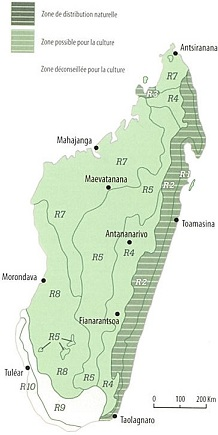 Zone de distribution naturelle
Zone possible pour la culture
Zone déconseillée pour la culture
Antsiranana
R7
R3
R4
Mahajanga
R7
Maevatanana
R1
R5
R2
R7
Toamasina
Antananarivo
R4
R5
Morondava
R2
Fianarantsoa
R8
R5
Tuléar
R8
R10
R5
R4
R9
Taolagnaro
0 100 200 Km